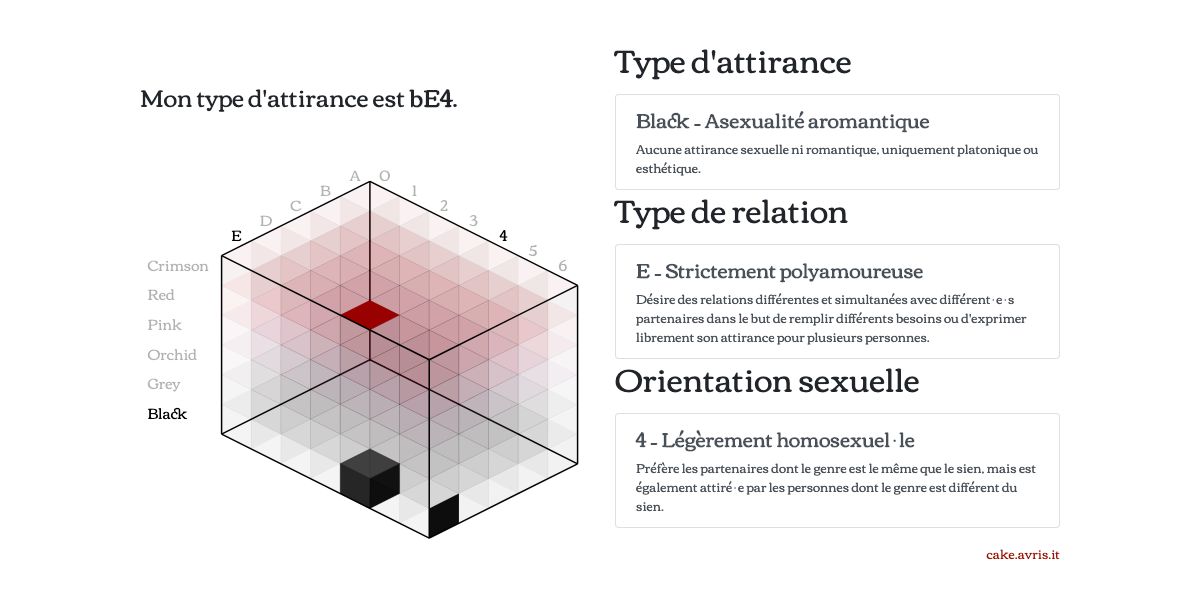 Mon type d'attirance est bE4.
A O
B 1
C 2
D 3
E 4
5
Crimson 6
Red
Pink
Orchid
Grey
Black
Type d'attirance
Black - Asexualité aromantique
Aucune attirance sexuelle ni romantique, uniquement platonique ou
esthétique.
Type de relation
E - Strictement polyamoureuse
Désire des relations différentes et simultanées avec différent·e·s
partenaires dans le but de remplir différents besoins ou d'exprimer
librement son attirance pour plusieurs personnes.
Orientation sexuelle
4 - Légèrement homosexuel·le
Préfère les partenaires dont le genre est le même que le sien, mais est
également attiré·e par les personnes dont le genre est différent du
sien.
cake.avris.it